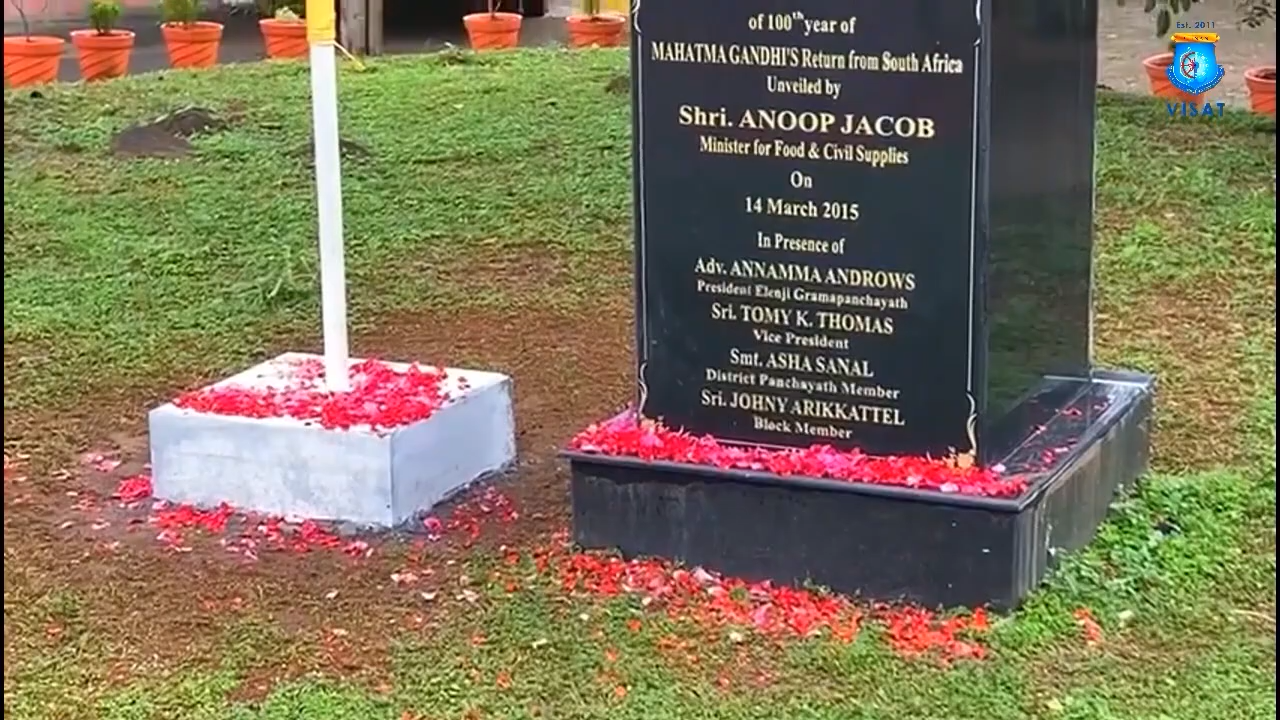 of 100th year of
MAHATMA GANDHI'S Return from South Africa
Unveiled by
Shri. ANOOP JACOB
Minister for Food & Civil Supplies
On
14 March 2015
In Presence of
Adv. ANNAMMA ANDROWS
President Elenji Gramapanchayath
Sri. TOMY K. THOMAS
Vice President
Smt. ASHA SANAL
District Panchayath Member
Sri. JOHNY ARIKKATTEL
Block Member
Est. 2011
VISAT